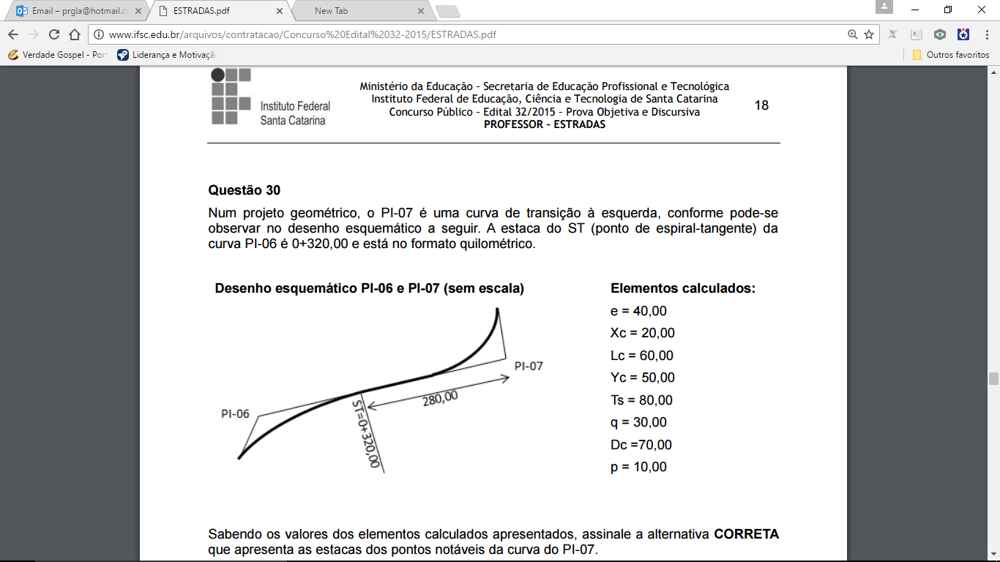 Email – prgla@hotmail.c
ESTRADAS.pdf
New Tab
www.ifsc.edu.br/arquivos/contratacao/Concurso%20Edital%2032-2015/ESTRADAS.pdf
Verdade Gospel - Port
Liderança e Motivaçã
Outros favoritos
Instituto Federal
Santa Catarina
Ministério da Educação – Secretaria de Educação Profissional e Tecnológica
Instituto Federal de Educação, Ciência e Tecnologia de Santa Catarina
Concurso Público – Edital 32/2015 – Prova Objetiva e Discursiva
PROFESSOR – ESTRADAS
18
Questão 30
Num projeto geométrico, o PI-07 é uma curva de transição à esquerda, conforme pode-se
observar no desenho esquemático a seguir. A estaca do ST (ponto de espiral-tangente) da
curva PI-06 é 0+320,00 e está no formato quilométrico.
Desenho esquemático PI-06 e PI-07 (sem escala)
PI-06
ST=0+320,00
280,00
PI-07
Elementos calculados:
e = 40,00
Xc = 20,00
Lc = 60,00
Yc = 50,00
Ts = 80,00
q = 30,00
Dc =70,00
p = 10,00
Sabendo os valores dos elementos calculados apresentados, assinale a alternativa CORRETA
que apresenta as estacas dos pontos notáveis da curva do PI-07.